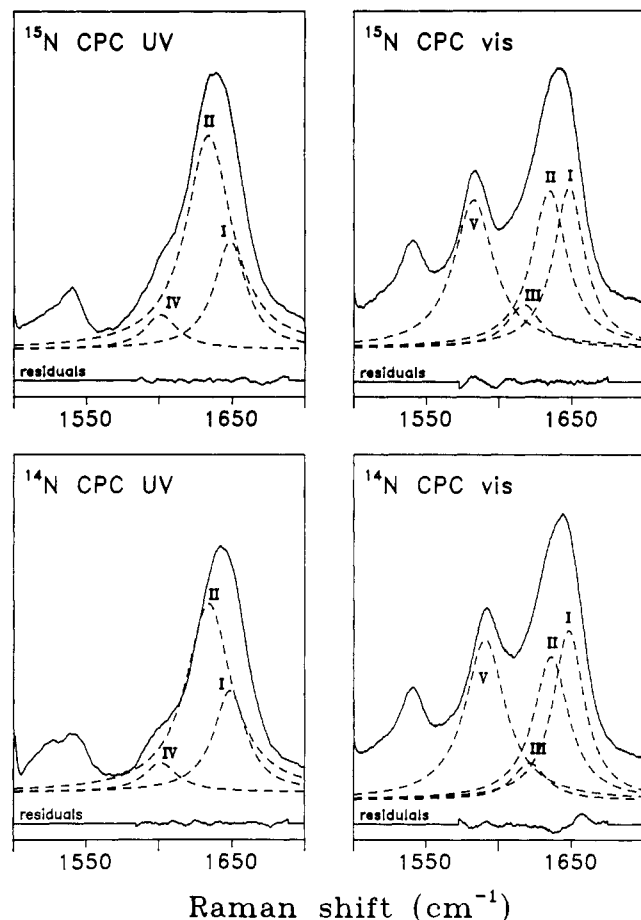 ¹⁵N CPC UV
II
I
IV
residuals
1550 1650
¹⁵N CPC vis
II
I
V
III
residuals
1550 1650
¹⁴N CPC UV
II
I
IV
residuals
1550 1650
¹⁴N CPC vis
I
II
V
III
residulals
1550 1650
Raman shift (cm⁻¹)